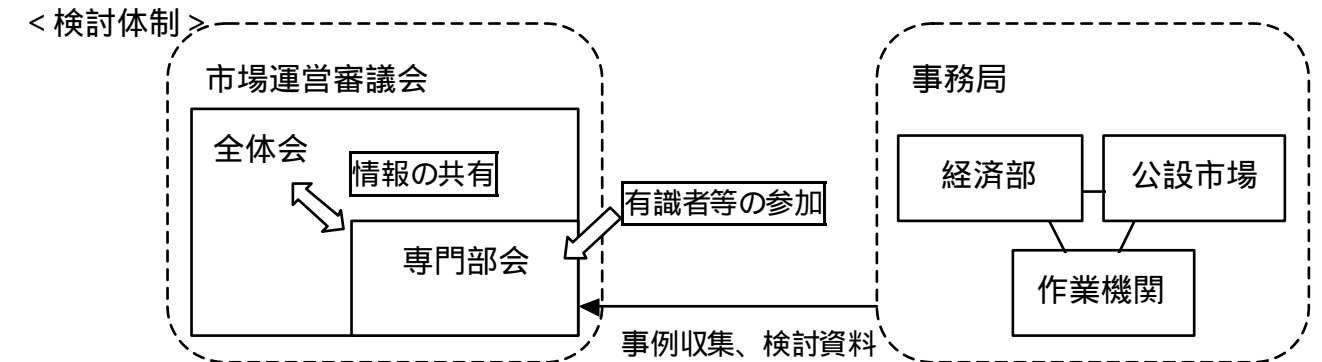 ＜検討体制＞
市場運営審議会
全体会
情報の共有
専門部会
有識者等の参加
事例収集、検討資料
事務局
経済部
公設市場
作業機関